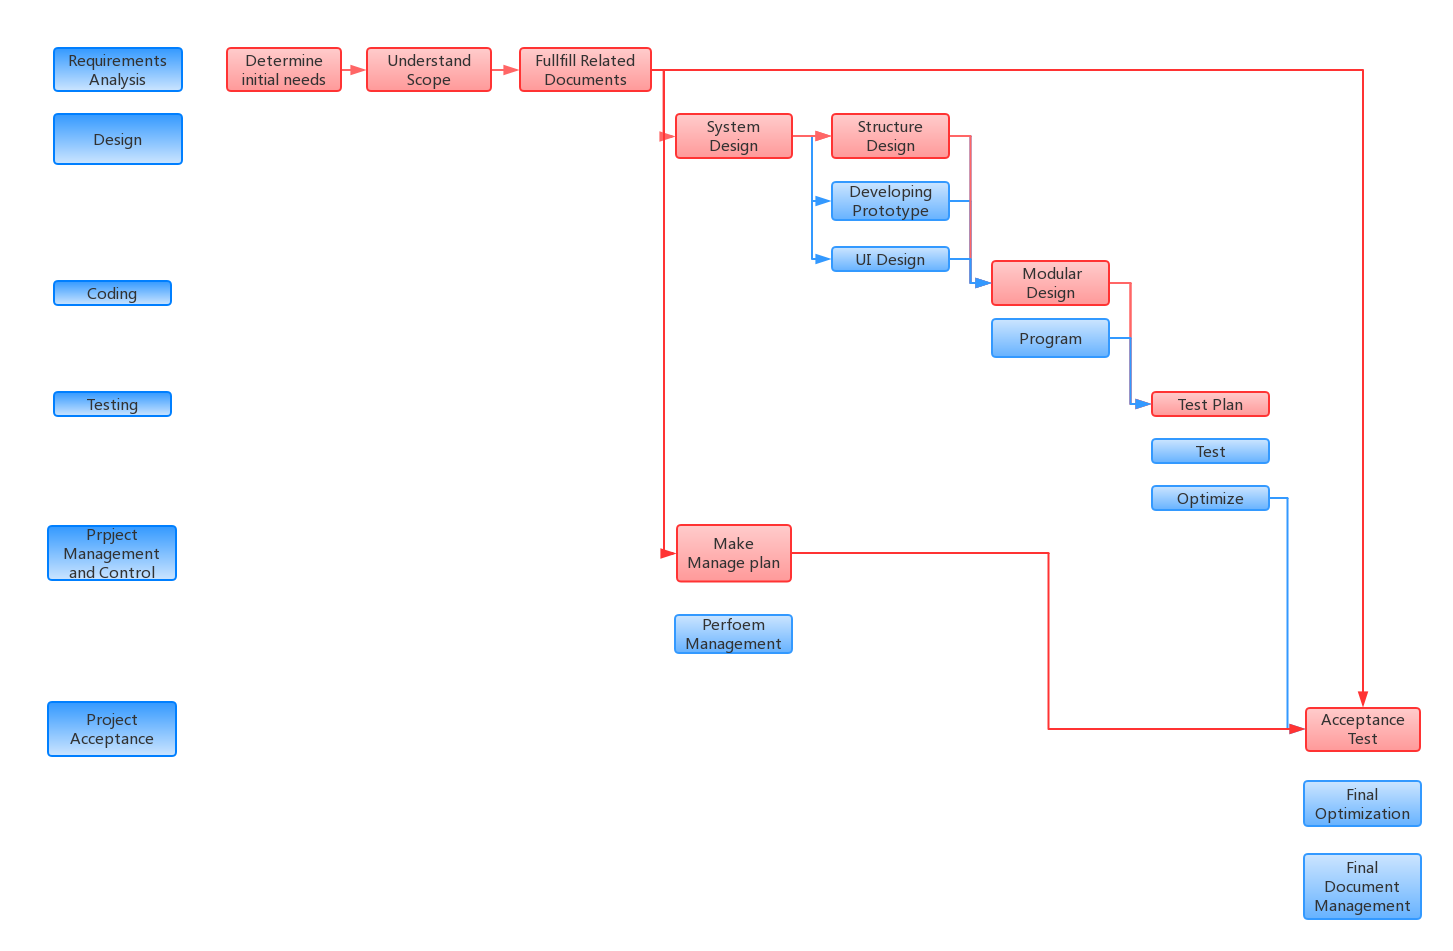 Requirements
Analysis
Determine
initial needs
Understand
Scope
Fullfill Related
Documents
Design
System
Design
Structure
Design
Developing
Prototype
UI Design
Coding
Modular
Design
Program
Testing
Test Plan
Test
Optimize
Prpject
Management
and Control
Make
Manage plan
Perfoem
Management
Project
Acceptance
Acceptance
Test
Final
Optimization
Final
Document
Management